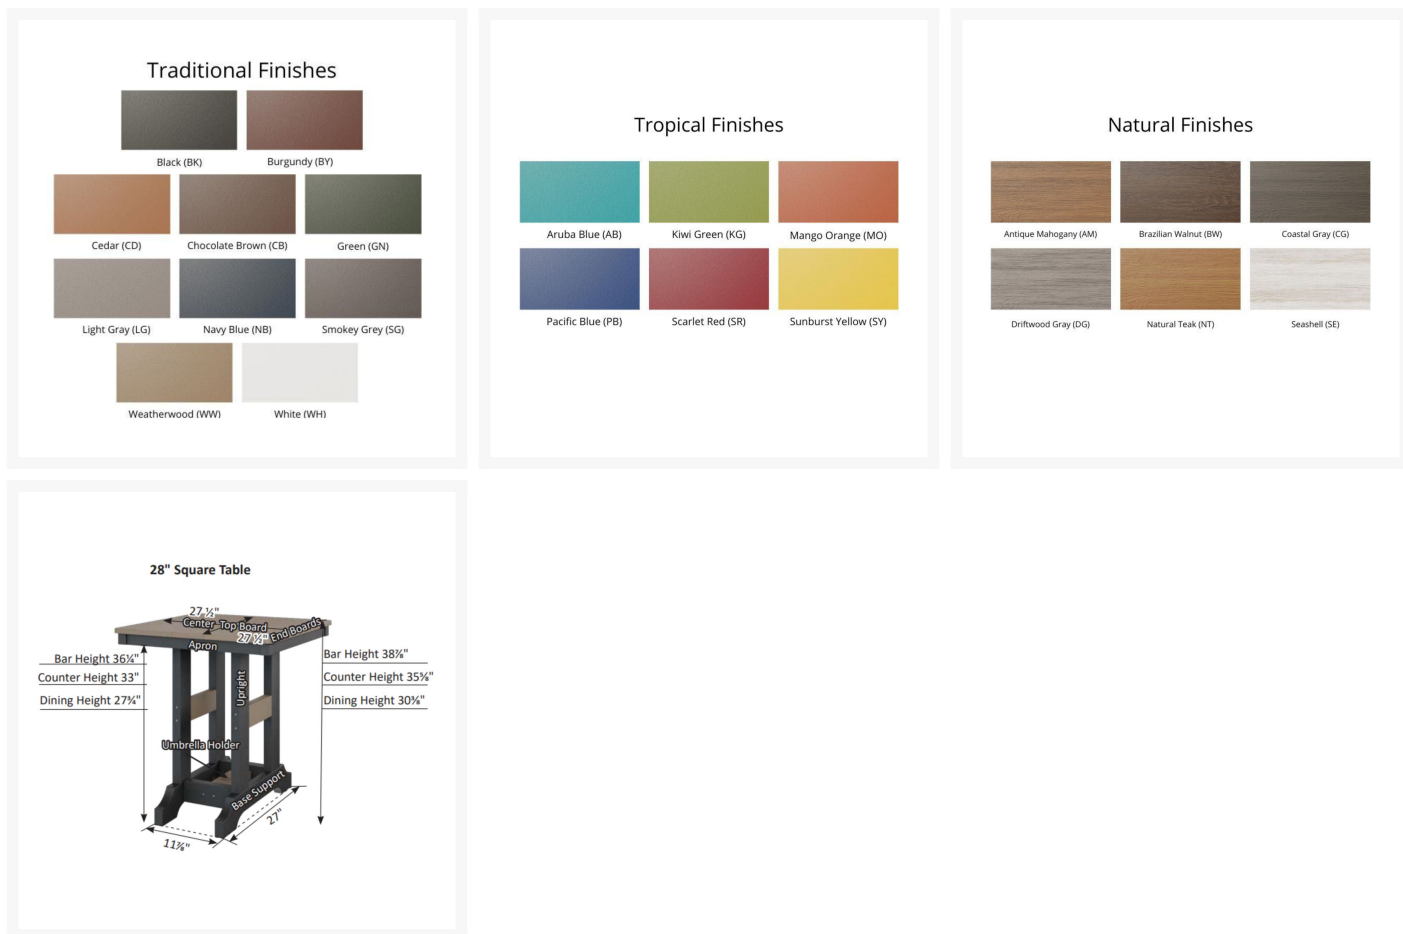 Traditional Finishes
Black (BK) Burgundy (BY)
Cedar (CD) Chocolate Brown (CB) Green (GN)
Light Gray (LG) Navy Blue (NB) Smokey Grey (SG)
Weatherwood (WW) White (WH)
Tropical Finishes
Aruba Blue (AB) Kiwi Green (KG) Mango Orange (MO)
Pacific Blue (PB) Scarlet Red (SR) Sunburst Yellow (SY)
Natural Finishes
Antique Mahogany (AM) Brazilian Walnut (BW) Coastal Gray (CG)
Driftwood Gray (DG) Natural Teak (NT) Seashell (SE)
28" Square Table
27 ½"
Center Top Board
27 ½" End Boards
Apron
Bar Height 36¼"
Counter Height 33"
Dining Height 27¾"
Bar Height 38⅞"
Counter Height 35⅝"
Dining Height 30⅜"
Upright
Umbrella Holder
Base Support
27"
11⅞"